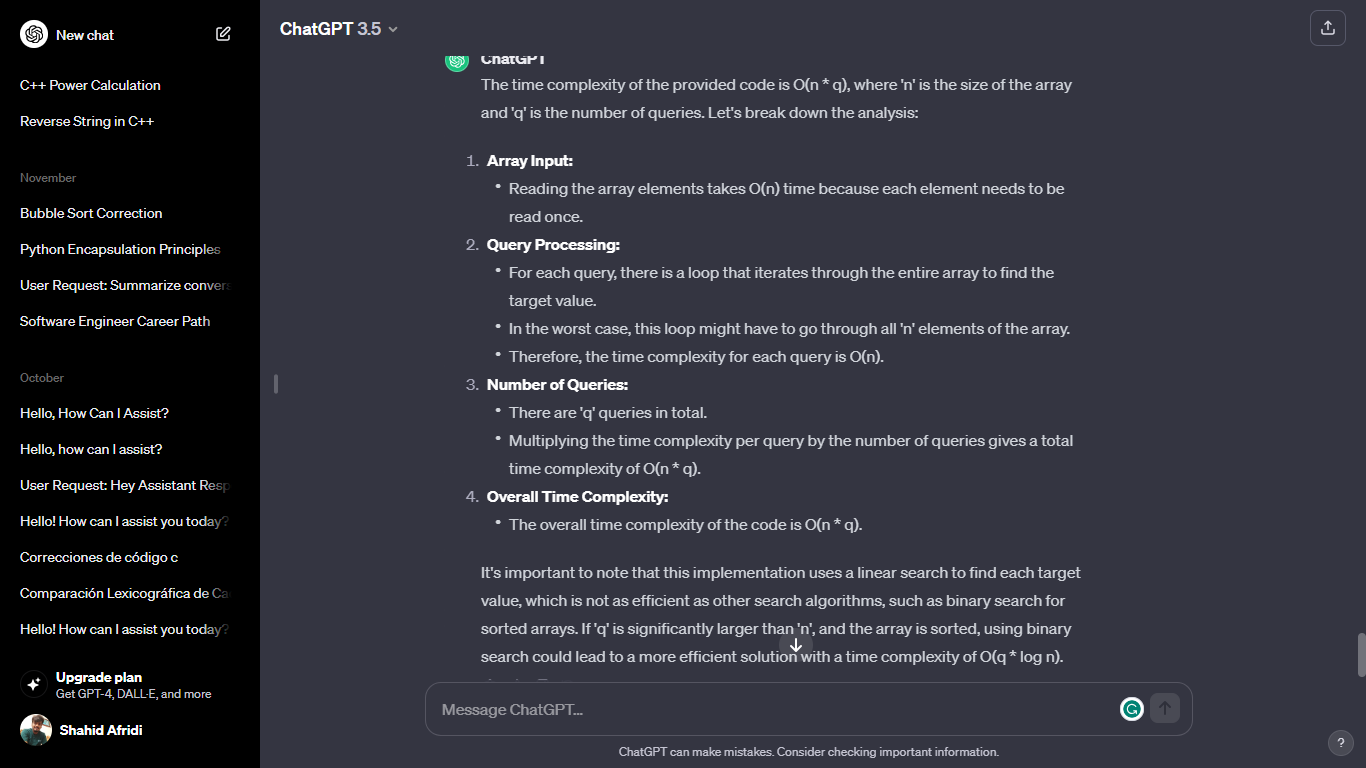 New chat
C++ Power Calculation
Reverse String in C++
November
Bubble Sort Correction
Python Encapsulation Principles
User Request: Summarize convers
Software Engineer Career Path
October
Hello, How Can I Assist?
Hello, how can I assist?
User Request: Hey Assistant Resp
Hello! How can I assist you today?
Correcciones de código c
Comparación Lexicográfica de Ca
Hello! How can I assist you today?
Upgrade plan
Get GPT-4, DALL·E, and more
Shahid Afridi
ChatGPT 3.5
ChatGPT
The time complexity of the provided code is O(n * q), where 'n' is the size of the array
and 'q' is the number of queries. Let's break down the analysis:
1. Array Input:
• Reading the array elements takes O(n) time because each element needs to be
read once.
2. Query Processing:
• For each query, there is a loop that iterates through the entire array to find the
target value.
• In the worst case, this loop might have to go through all 'n' elements of the array.
• Therefore, the time complexity for each query is O(n).
3. Number of Queries:
• There are 'q' queries in total.
• Multiplying the time complexity per query by the number of queries gives a total
time complexity of O(n * q).
4. Overall Time Complexity:
• The overall time complexity of the code is O(n * q).
It's important to note that this implementation uses a linear search to find each target
value, which is not as efficient as other search algorithms, such as binary search for
sorted arrays. If 'q' is significantly larger than 'n', and the array is sorted, using binary
search could lead to a more efficient solution with a time complexity of O(q * log n).
Message ChatGPT...
ChatGPT can make mistakes. Consider checking important information.
?